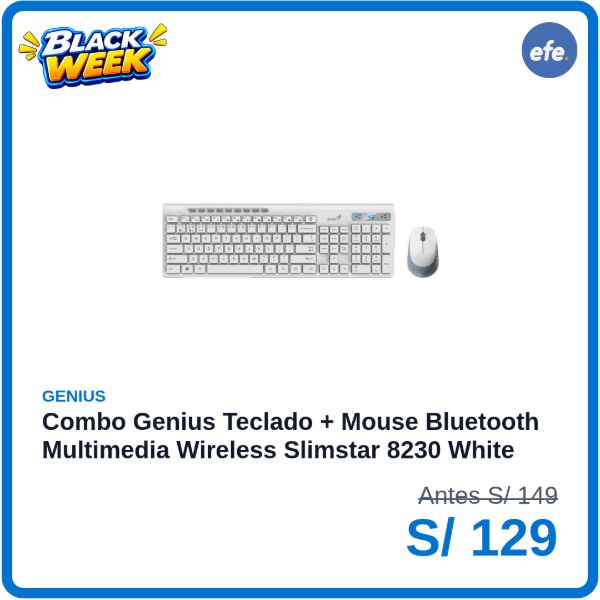 BLACK
WEEK
efe.
GENIUS
Combo Genius Teclado + Mouse Bluetooth
Multimedia Wireless Slimstar 8230 White
Antes S/ 149
S/ 129